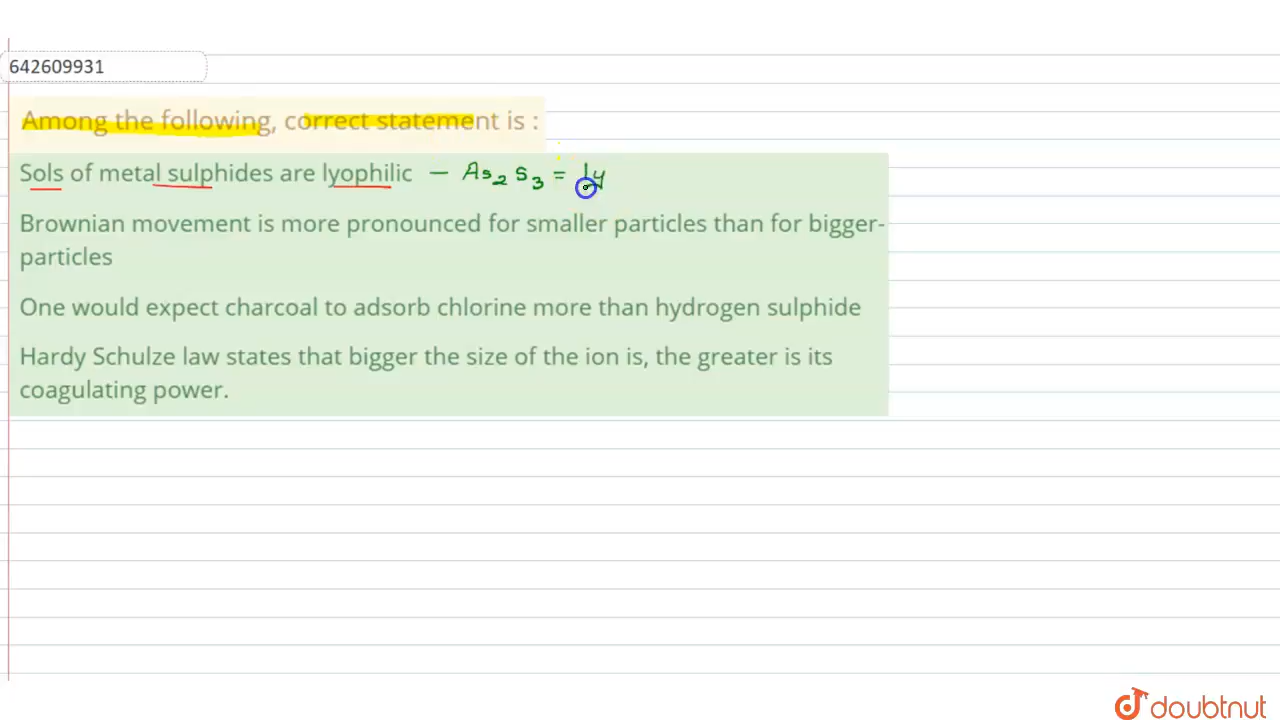 642609931
Among the following, correct statement is :
Sols of metal sulphides are lyophilic — As2 S3 = ly
Brownian movement is more pronounced for smaller particles than for bigger-
particles
One would expect charcoal to adsorb chlorine more than hydrogen sulphide
Hardy Schulze law states that bigger the size of the ion is, the greater is its
coagulating power.
doubtnut